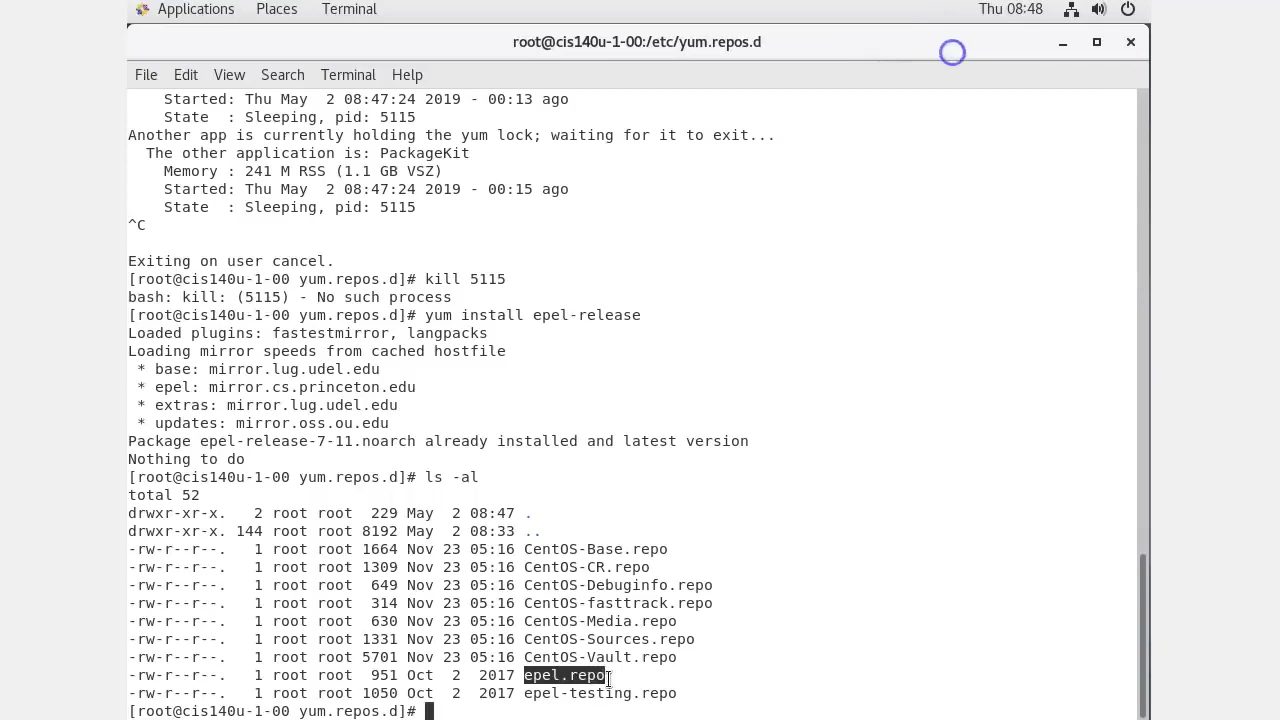 Applications Places Terminal Thu 08:48
root@cis140u-1-00:/etc/yum.repos.d
File Edit View Search Terminal Help
    Started: Thu May  2 08:47:24 2019 - 00:13 ago
    State  : Sleeping, pid: 5115
Another app is currently holding the yum lock; waiting for it to exit...
  The other application is: PackageKit
    Memory : 241 M RSS (1.1 GB VSZ)
    Started: Thu May  2 08:47:24 2019 - 00:15 ago
    State  : Sleeping, pid: 5115
^C
Exiting on user cancel.
[root@cis140u-1-00 yum.repos.d]# kill 5115
bash: kill: (5115) - No such process
[root@cis140u-1-00 yum.repos.d]# yum install epel-release
Loaded plugins: fastestmirror, langpacks
Loading mirror speeds from cached hostfile
 * base: mirror.lug.udel.edu
 * epel: mirror.cs.princeton.edu
 * extras: mirror.lug.udel.edu
 * updates: mirror.oss.ou.edu
Package epel-release-7-11.noarch already installed and latest version
Nothing to do
[root@cis140u-1-00 yum.repos.d]# ls -al
total 52
drwxr-xr-x.   2 root root  229 May  2 08:47 .
drwxr-xr-x. 144 root root 8192 May  2 08:33 ..
-rw-r--r--.   1 root root 1664 Nov 23 05:16 CentOS-Base.repo
-rw-r--r--.   1 root root 1309 Nov 23 05:16 CentOS-CR.repo
-rw-r--r--.   1 root root  649 Nov 23 05:16 CentOS-Debuginfo.repo
-rw-r--r--.   1 root root  314 Nov 23 05:16 CentOS-fasttrack.repo
-rw-r--r--.   1 root root  630 Nov 23 05:16 CentOS-Media.repo
-rw-r--r--.   1 root root 1331 Nov 23 05:16 CentOS-Sources.repo
-rw-r--r--.   1 root root 5701 Nov 23 05:16 CentOS-Vault.repo
-rw-r--r--.   1 root root  951 Oct  2  2017 epel.repo
-rw-r--r--.   1 root root 1050 Oct  2  2017 epel-testing.repo
[root@cis140u-1-00 yum.repos.d]#